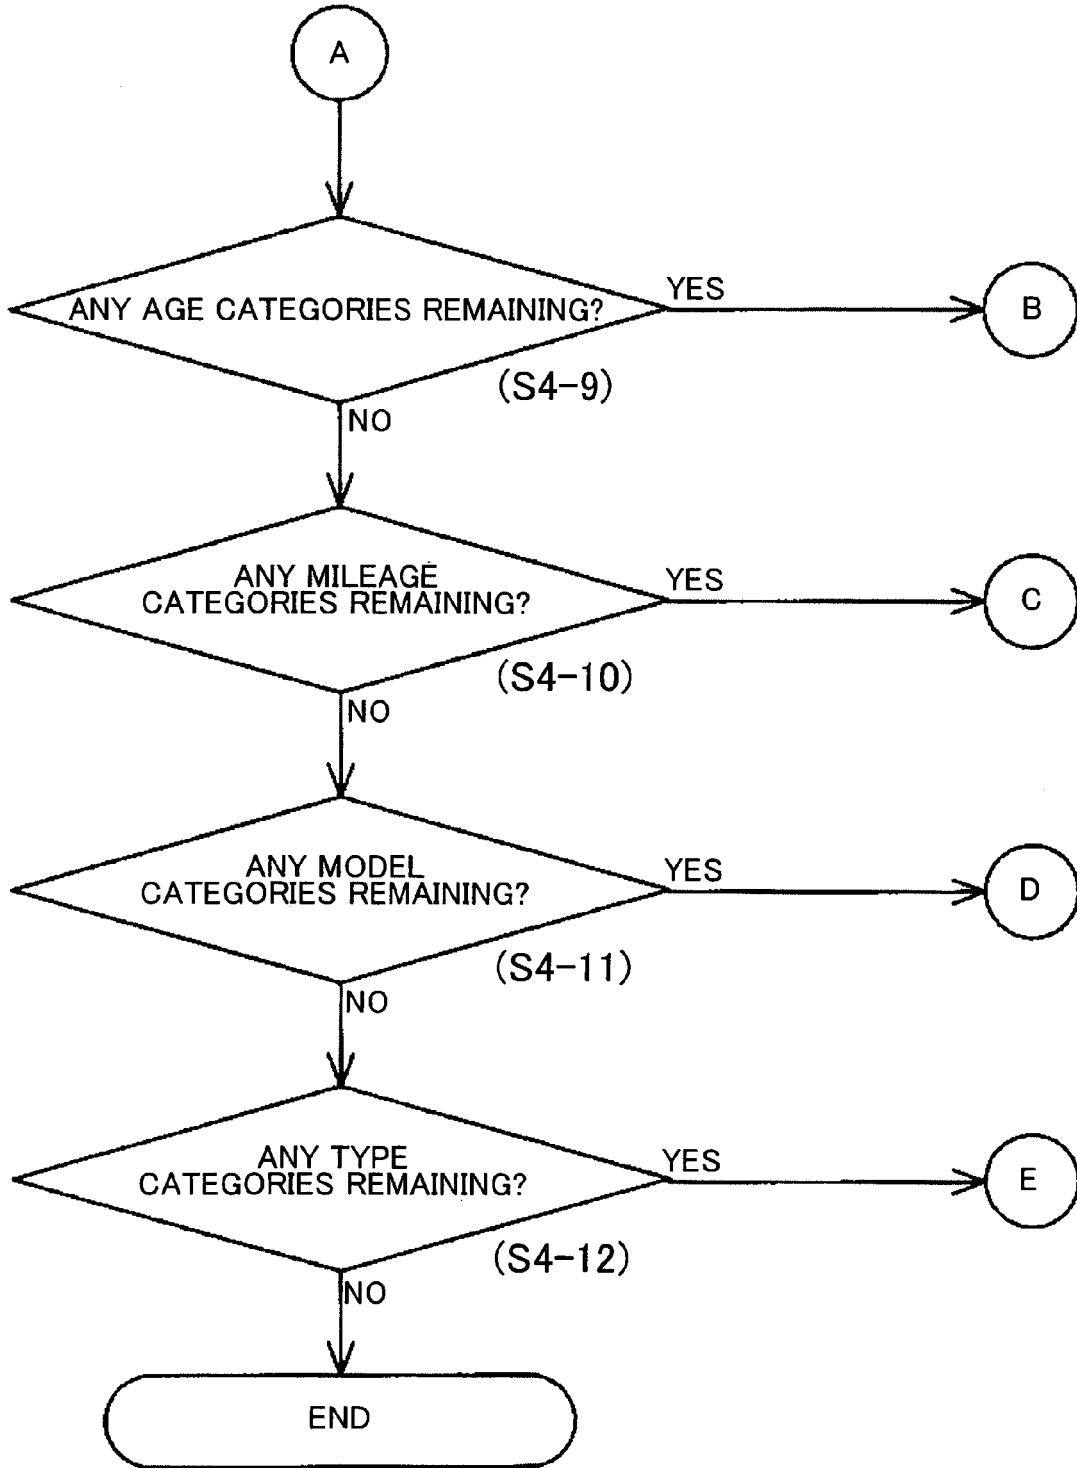 A
ANY AGE CATEGORIES REMAINING?
YES
B
(S4-9)
NO
ANY MILEAGE
CATEGORIES REMAINING?
YES
C
(S4-10)
NO
ANY MODEL
CATEGORIES REMAINING?
YES
D
(S4-11)
NO
ANY TYPE
CATEGORIES REMAINING?
YES
E
(S4-12)
NO
END